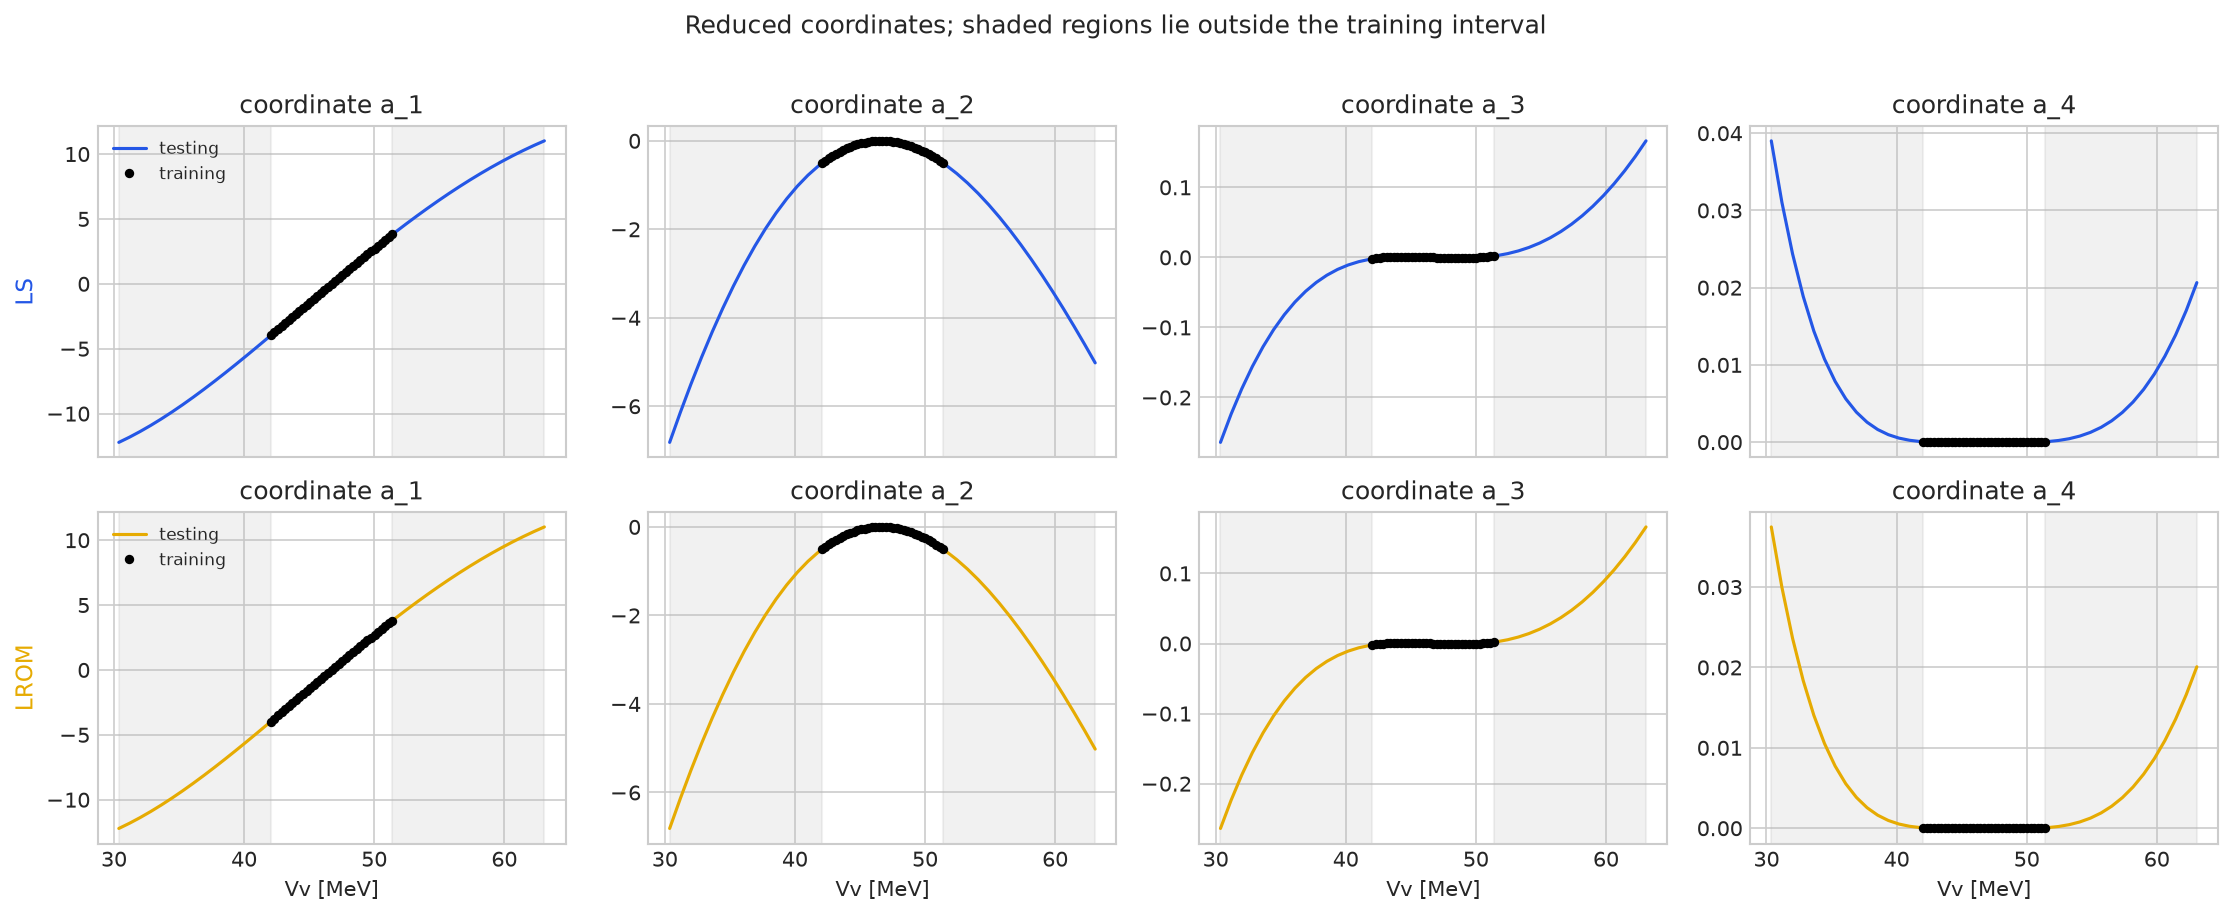 Reduced coordinates; shaded regions lie outside the training interval
coordinate a_1
coordinate a_2
coordinate a_3
coordinate a_4
LS
testing
training
10
5
0
−5
−10
0
−2
−4
−6
0.1
0.0
−0.1
−0.2
0.04
0.03
0.02
0.01
0.00
coordinate a_1
coordinate a_2
coordinate a_3
coordinate a_4
LROM
testing
training
10
5
0
−5
−10
0
−2
−4
−6
0.1
0.0
−0.1
−0.2
0.03
0.02
0.01
0.00
30 40 50 60
30 40 50 60
30 40 50 60
30 40 50 60
Vv [MeV]
Vv [MeV]
Vv [MeV]
Vv [MeV]